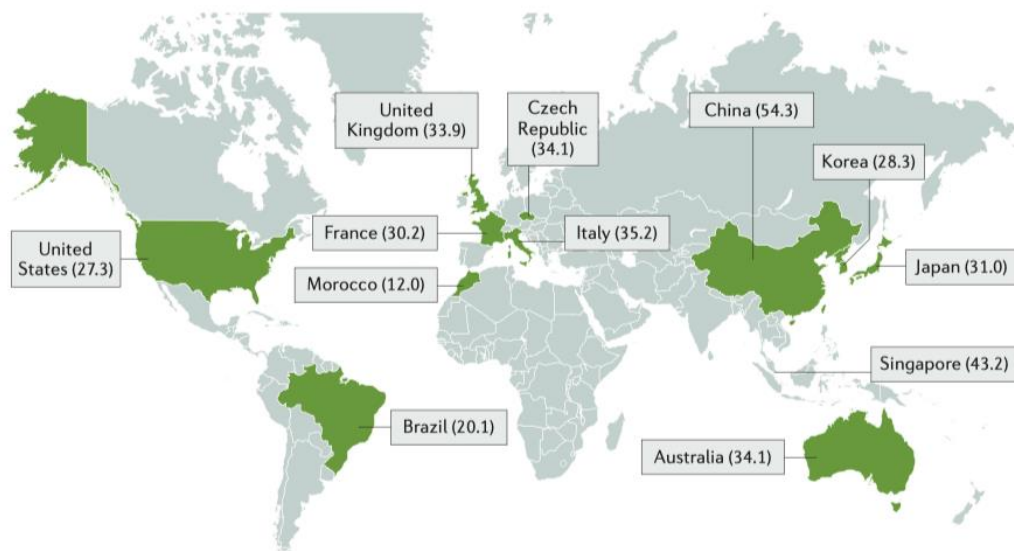 United
Kingdom (33.9)
Czech
Republic
(34.1)
China (54.3)
Korea (28.3)
United
States (27.3)
France (30.2)
Italy (35.2)
Japan (31.0)
Morocco (12.0)
Singapore (43.2)
Brazil (20.1)
Australia (34.1)